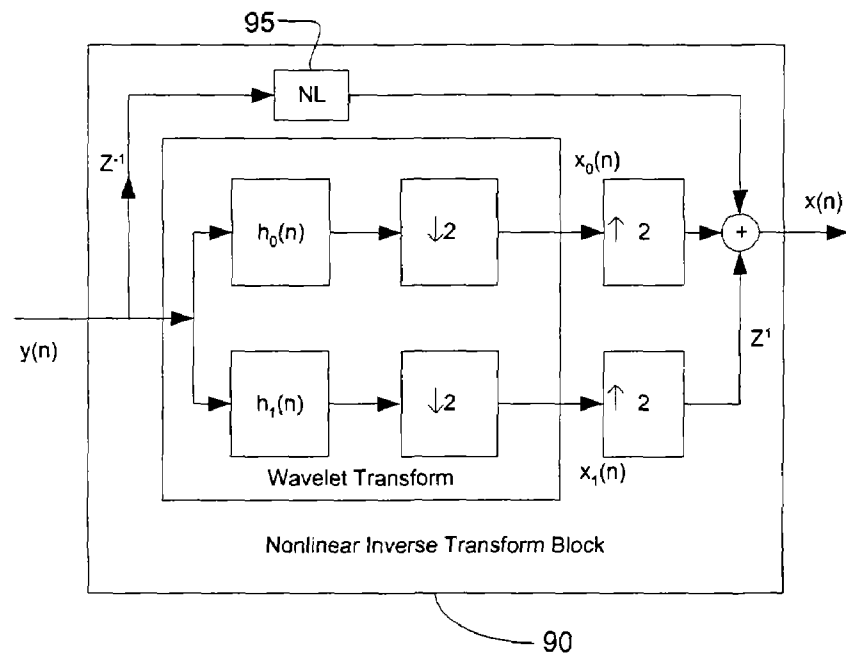 95
NL
Z⁻¹
x₀(n)
h₀(n)
↓2
↑ 2
+
x(n)
y(n)
Z¹
h₁(n)
↓2
↑ 2
Wavelet Transform
x₁(n)
Nonlinear Inverse Transform Block
90